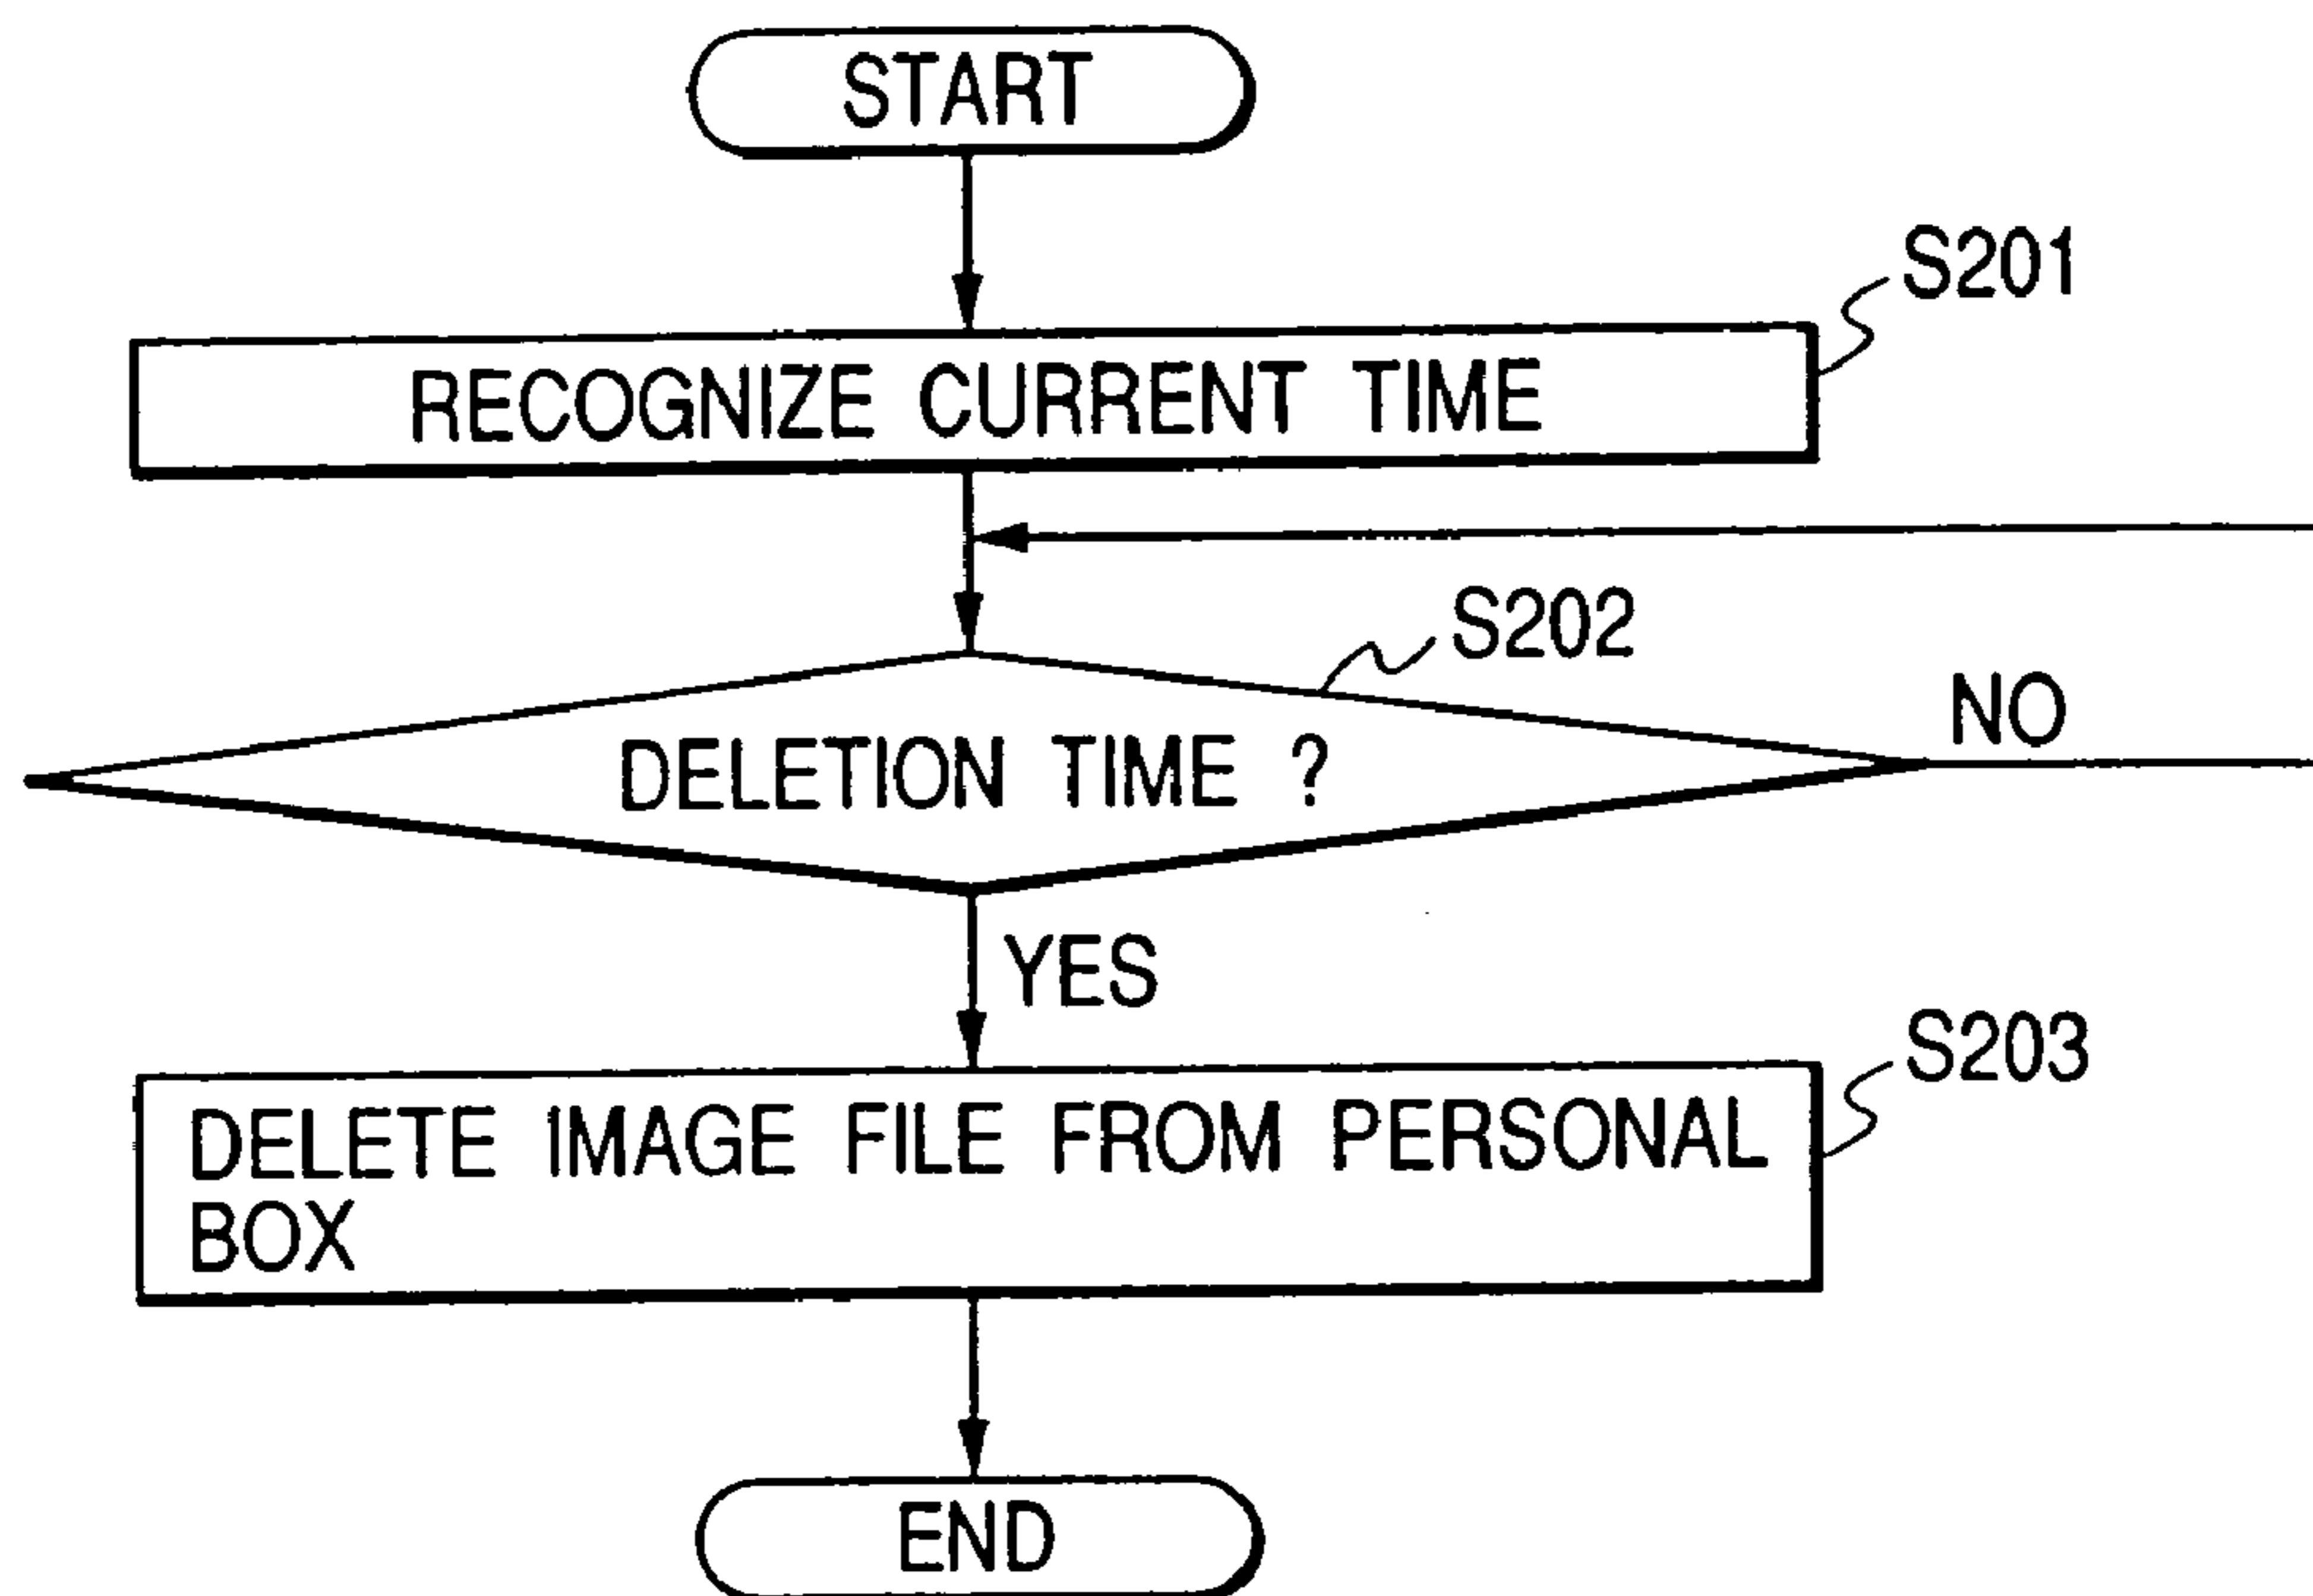 START
S201
RECOGNIZE CURRENT TIME
S202
NO
DELETION TIME ?
YES
S203
DELETE IMAGE FILE FROM PERSONAL
BOX
END